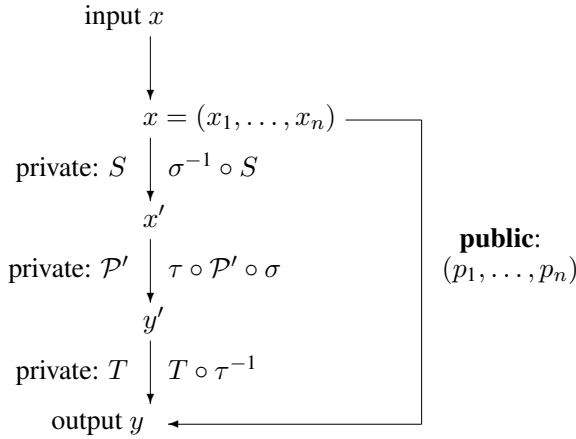 input x
x = (x₁, . . . , xₙ)
private: S σ⁻¹ ∘ S
x′
public:
(p₁, . . . , pₙ)
private: 𝒫′ τ ∘ 𝒫′ ∘ σ
y′
private: T T ∘ τ⁻¹
output y